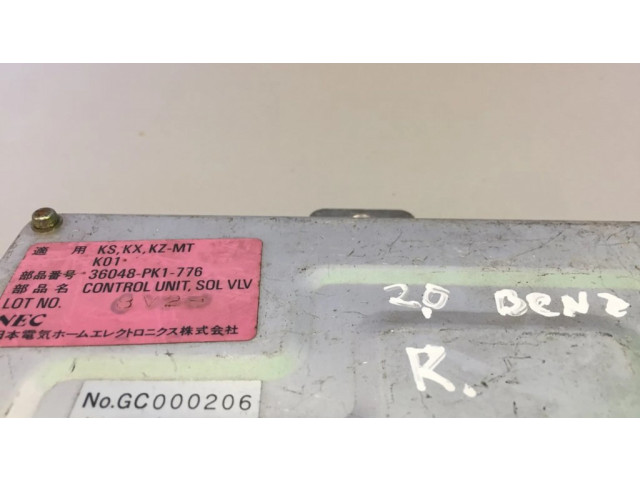 適 用 KS, KX, KZ-MT
K01*
部品番号* 36048-PK1-776
部品名 CONTROL UNIT, SOL VLV
LOT NO.
NEC
日本電気ホームエレクトロニクス株式会社
No.GC000206
2,0 BENZ
R.